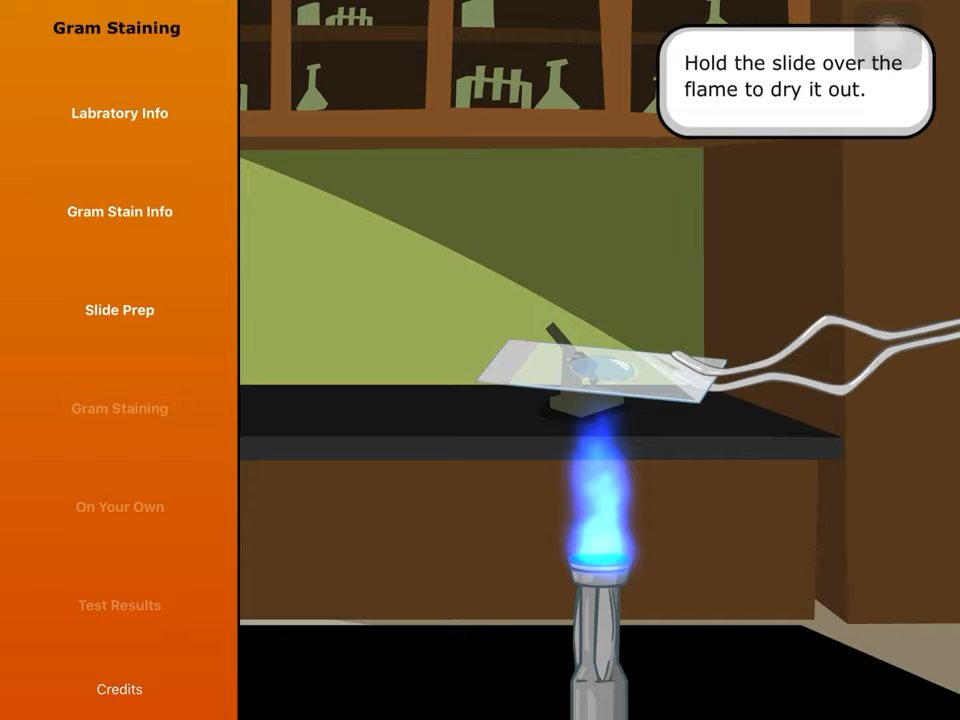 Gram Staining
Labratory Info
Gram Stain Info
Slide Prep
Gram Staining
On Your Own
Test Results
Credits
Hold the slide over the
flame to dry it out.